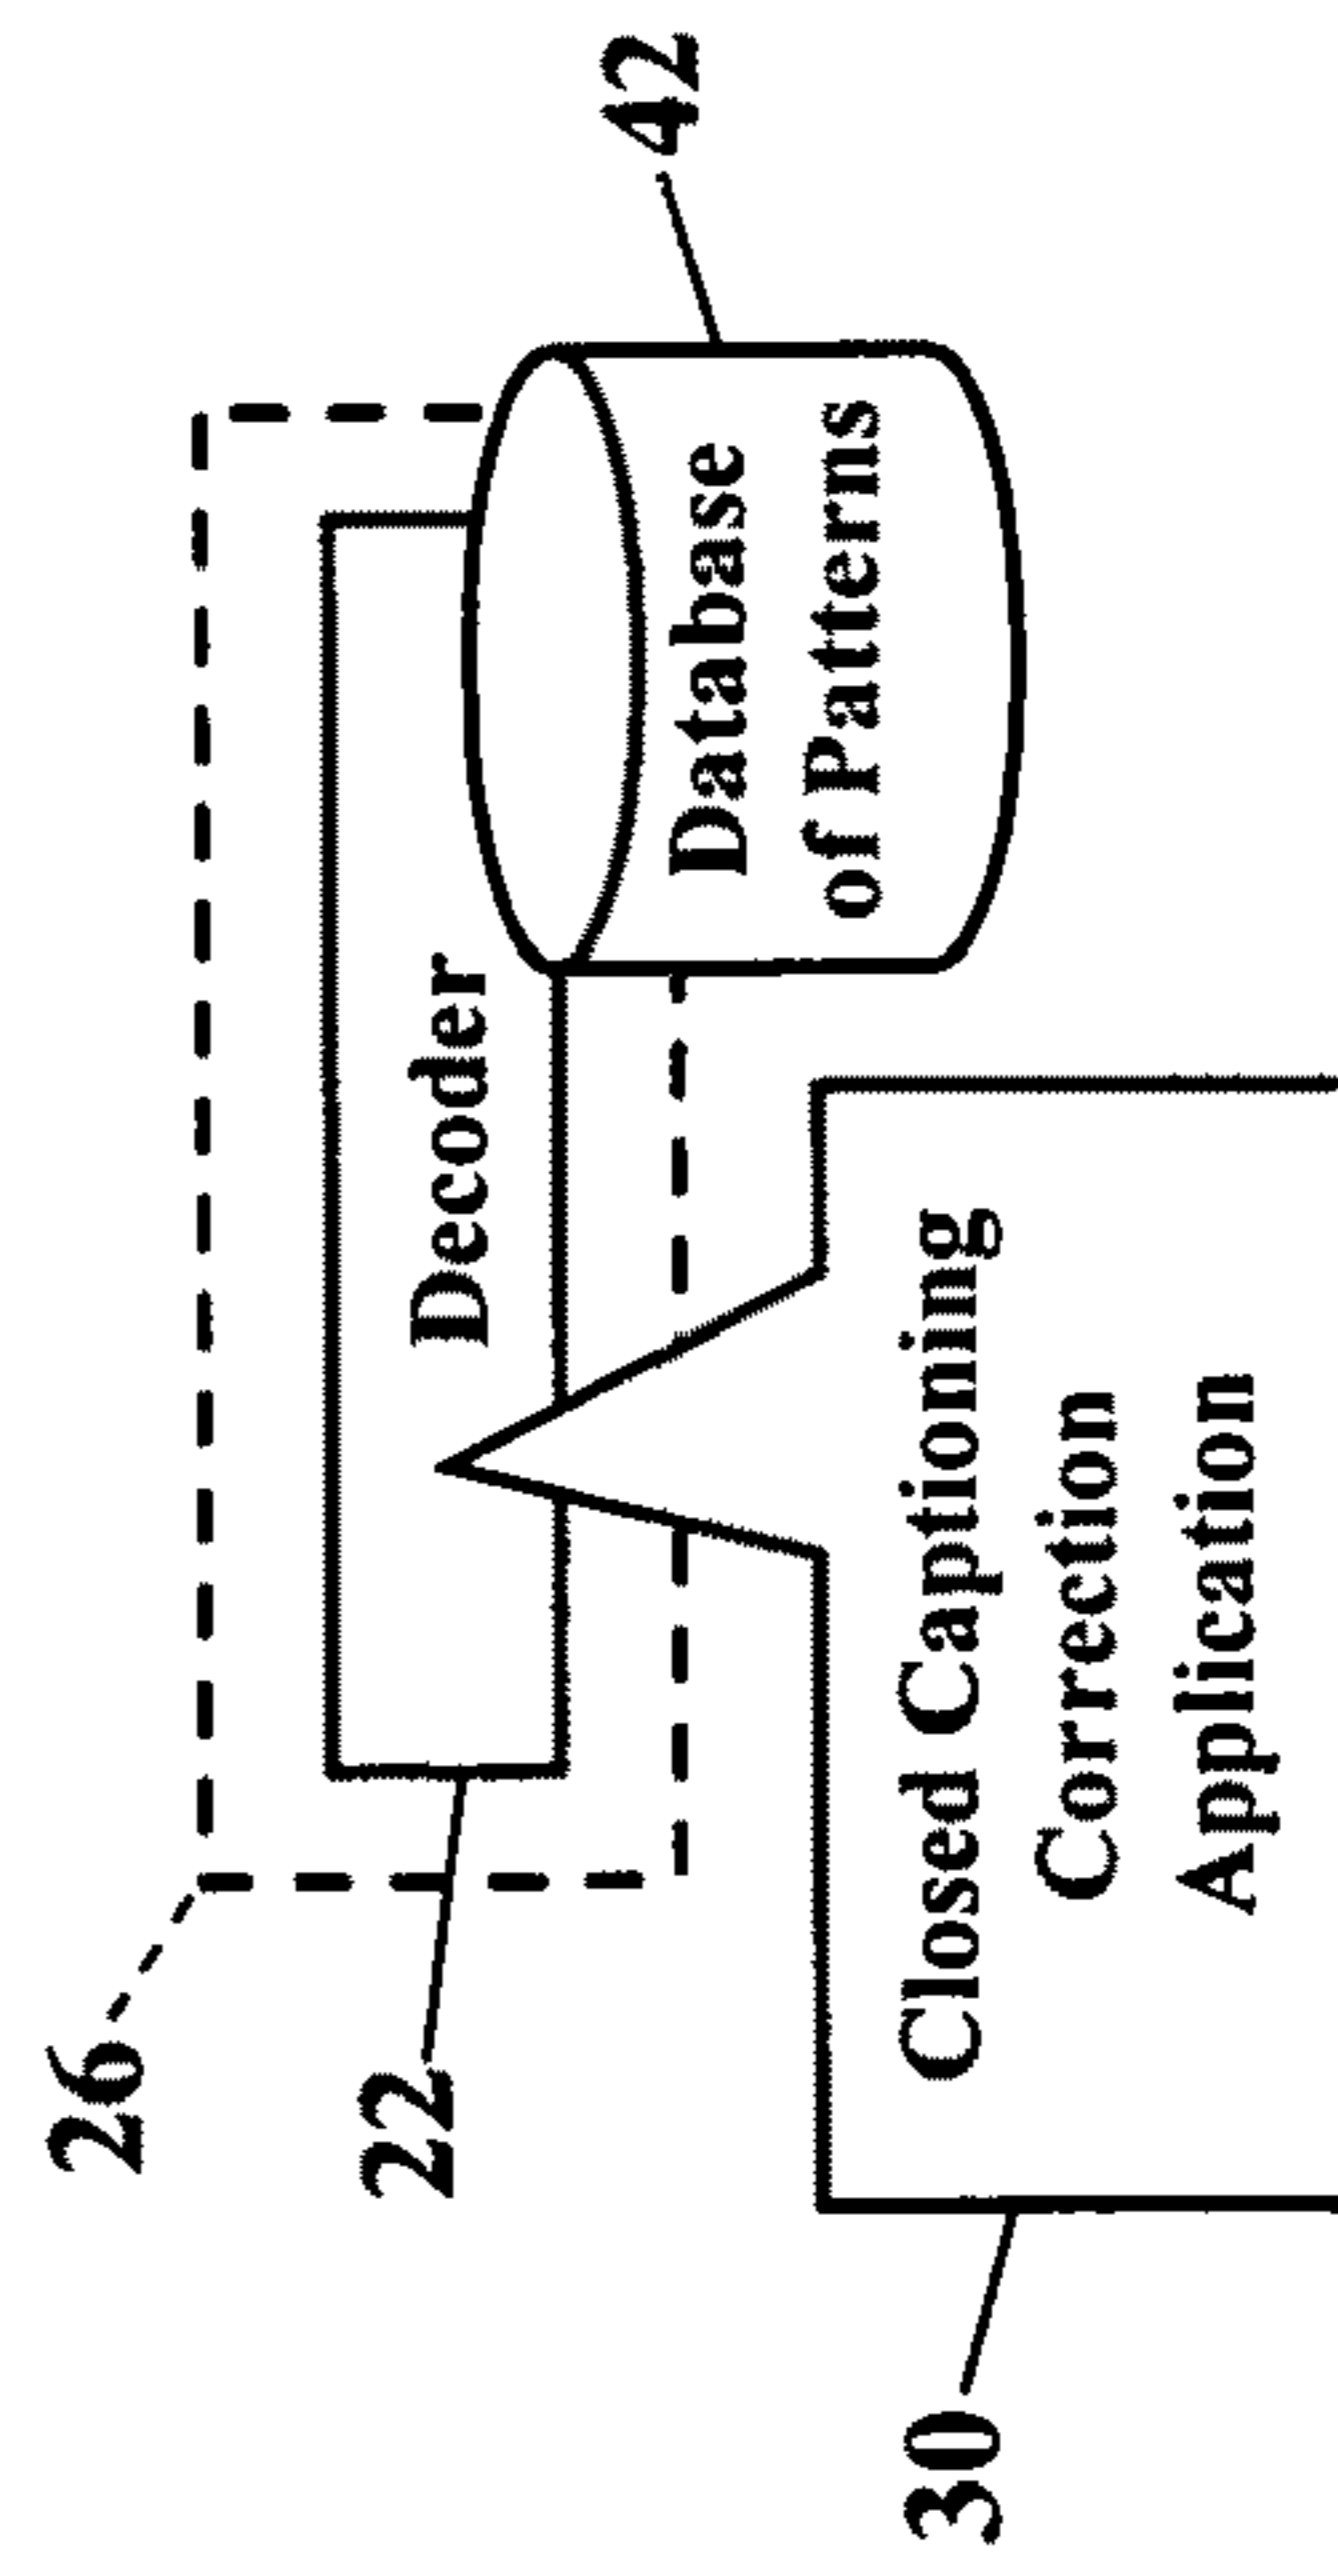 26
22
Decoder
42
Database
of Patterns
30
Closed Captioning
Correction
Application